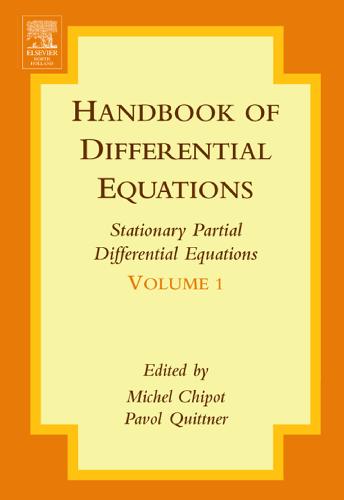 ELSEVIER
NORTH
HOLLAND
HANDBOOK OF
DIFFERENTIAL
EQUATIONS
Stationary Partial
Differential Equations
VOLUME 1
Edited by
Michel Chipot
Pavol Quittner